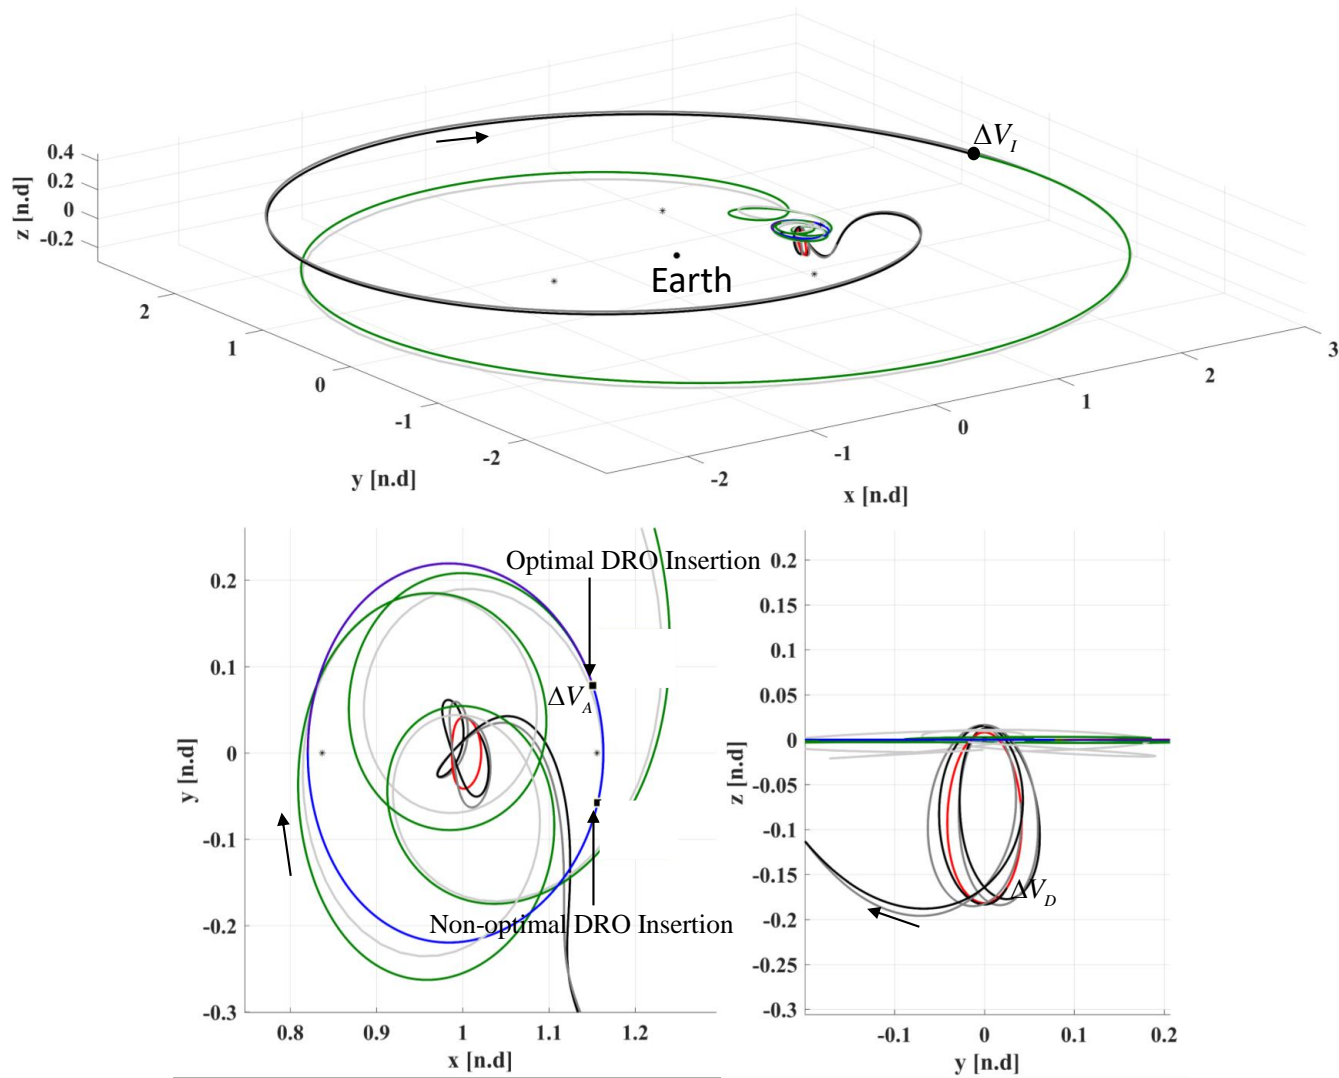 ΔV_I
0.4
0.2
0
-0.2
z [n.d]
Earth
2
1
0
-1
-2
y [n.d]
3
2
1
0
-1
-2
x [n.d]
Optimal DRO Insertion
ΔV_A
Non-optimal DRO Insertion
0.2
0.1
0
-0.1
-0.2
-0.3
y [n.d]
0.8 0.9 1 1.1 1.2
x [n.d]
0.2
0.15
0.1
0.05
0
-0.05
-0.1
-0.15
-0.2
-0.25
-0.3
z [n.d]
ΔV_D
-0.1 0 0.1 0.2
y [n.d]